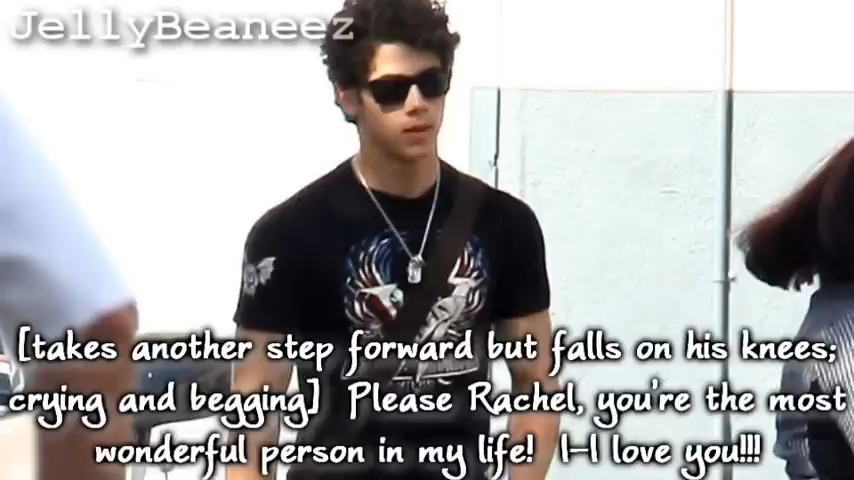 JellyBeaneez
[takes another step forward but falls on his knees;
crying and begging]  Please Rachel, you're the most
wonderful person in my life!  I-I love you!!!